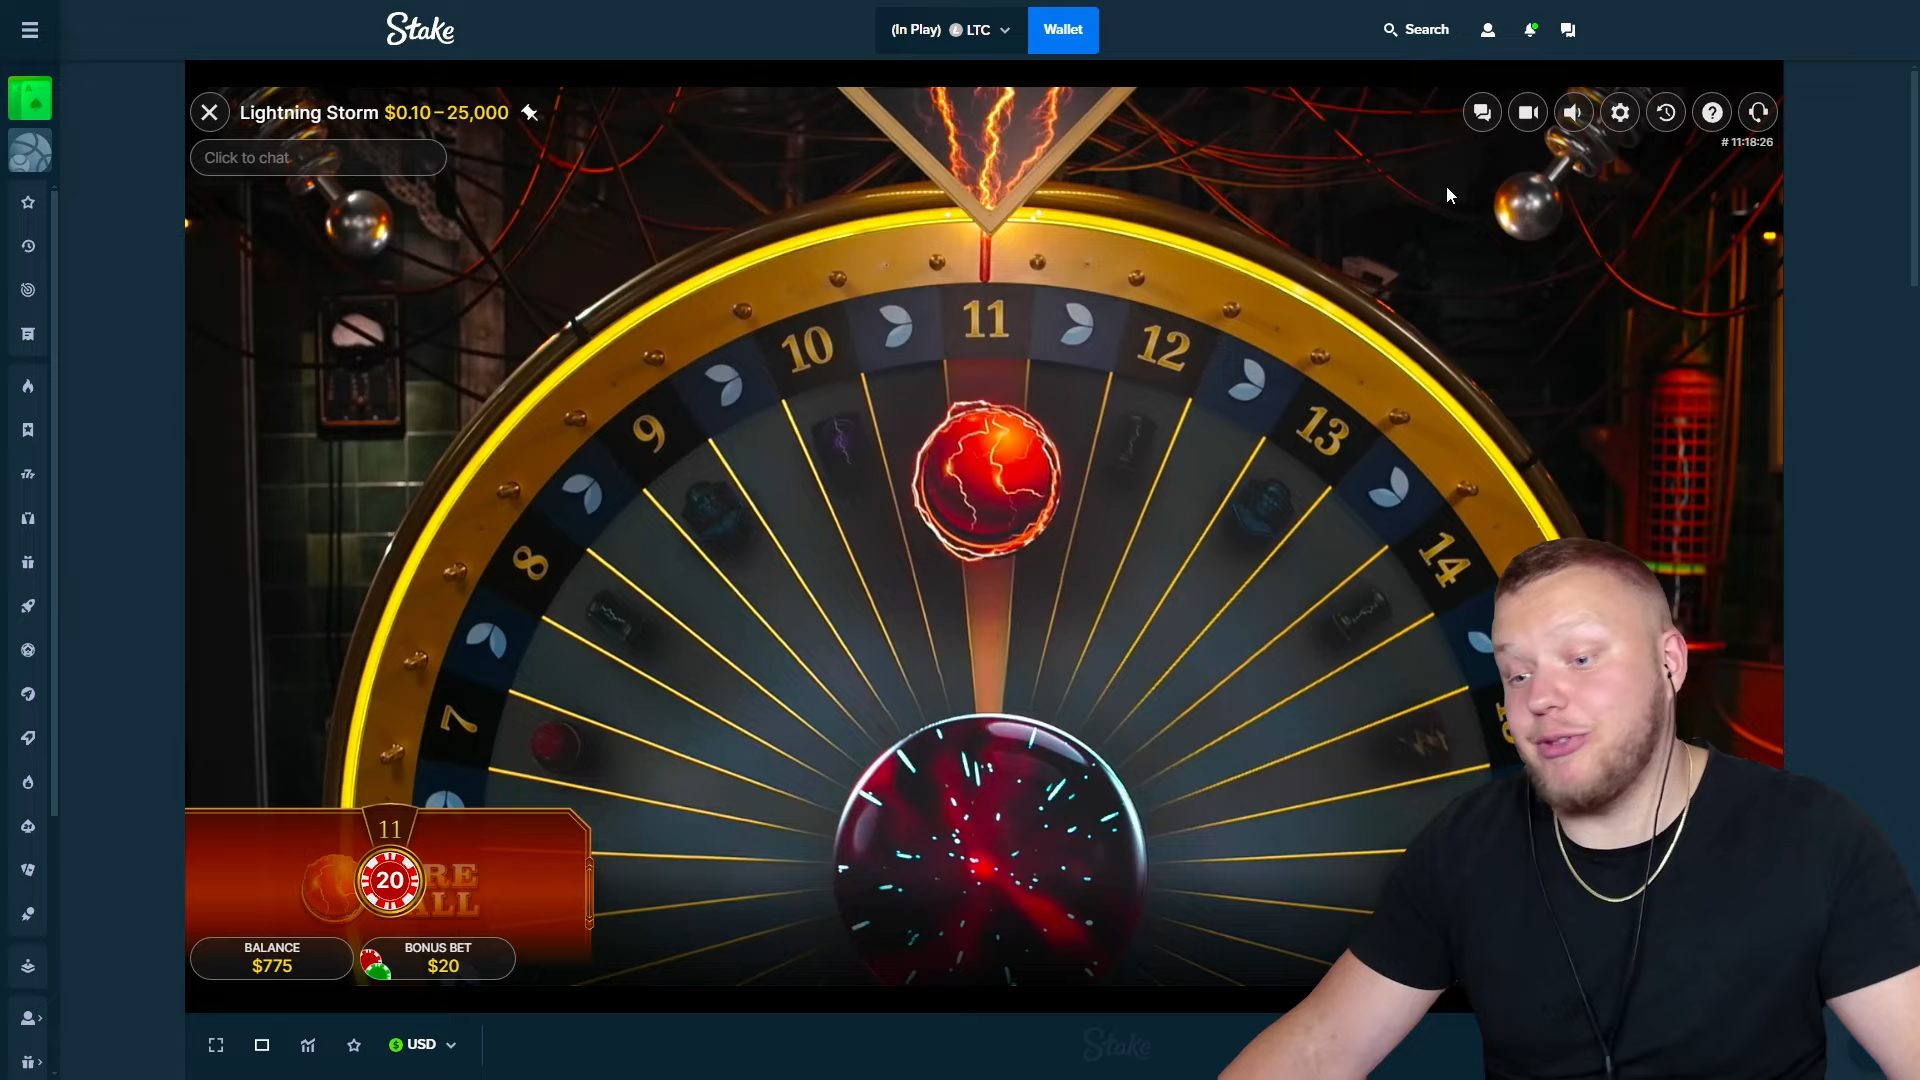 Stake
(In Play) LTC
Wallet
Search
Lightning Storm $0.10–25,000
Click to chat
# 11:18:26
7
8
9
10
11
12
13
14
11
20
BALANCE
$775
BONUS BET
$20
USD
Stake